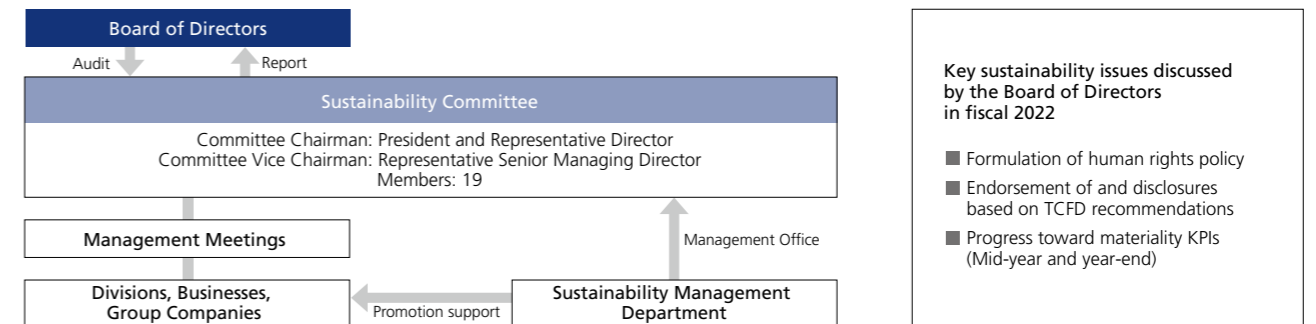 Board of Directors
Audit
Report
Sustainability Committee
Committee Chairman: President and Representative Director
Committee Vice Chairman: Representative Senior Managing Director
Members: 19
Management Meetings
Management Office
Divisions, Businesses,
Group Companies
Promotion support
Sustainability Management
Department
Key sustainability issues discussed
by the Board of Directors
in fiscal 2022
■ Formulation of human rights policy
■ Endorsement of and disclosures
based on TCFD recommendations
■ Progress toward materiality KPIs
(Mid-year and year-end)